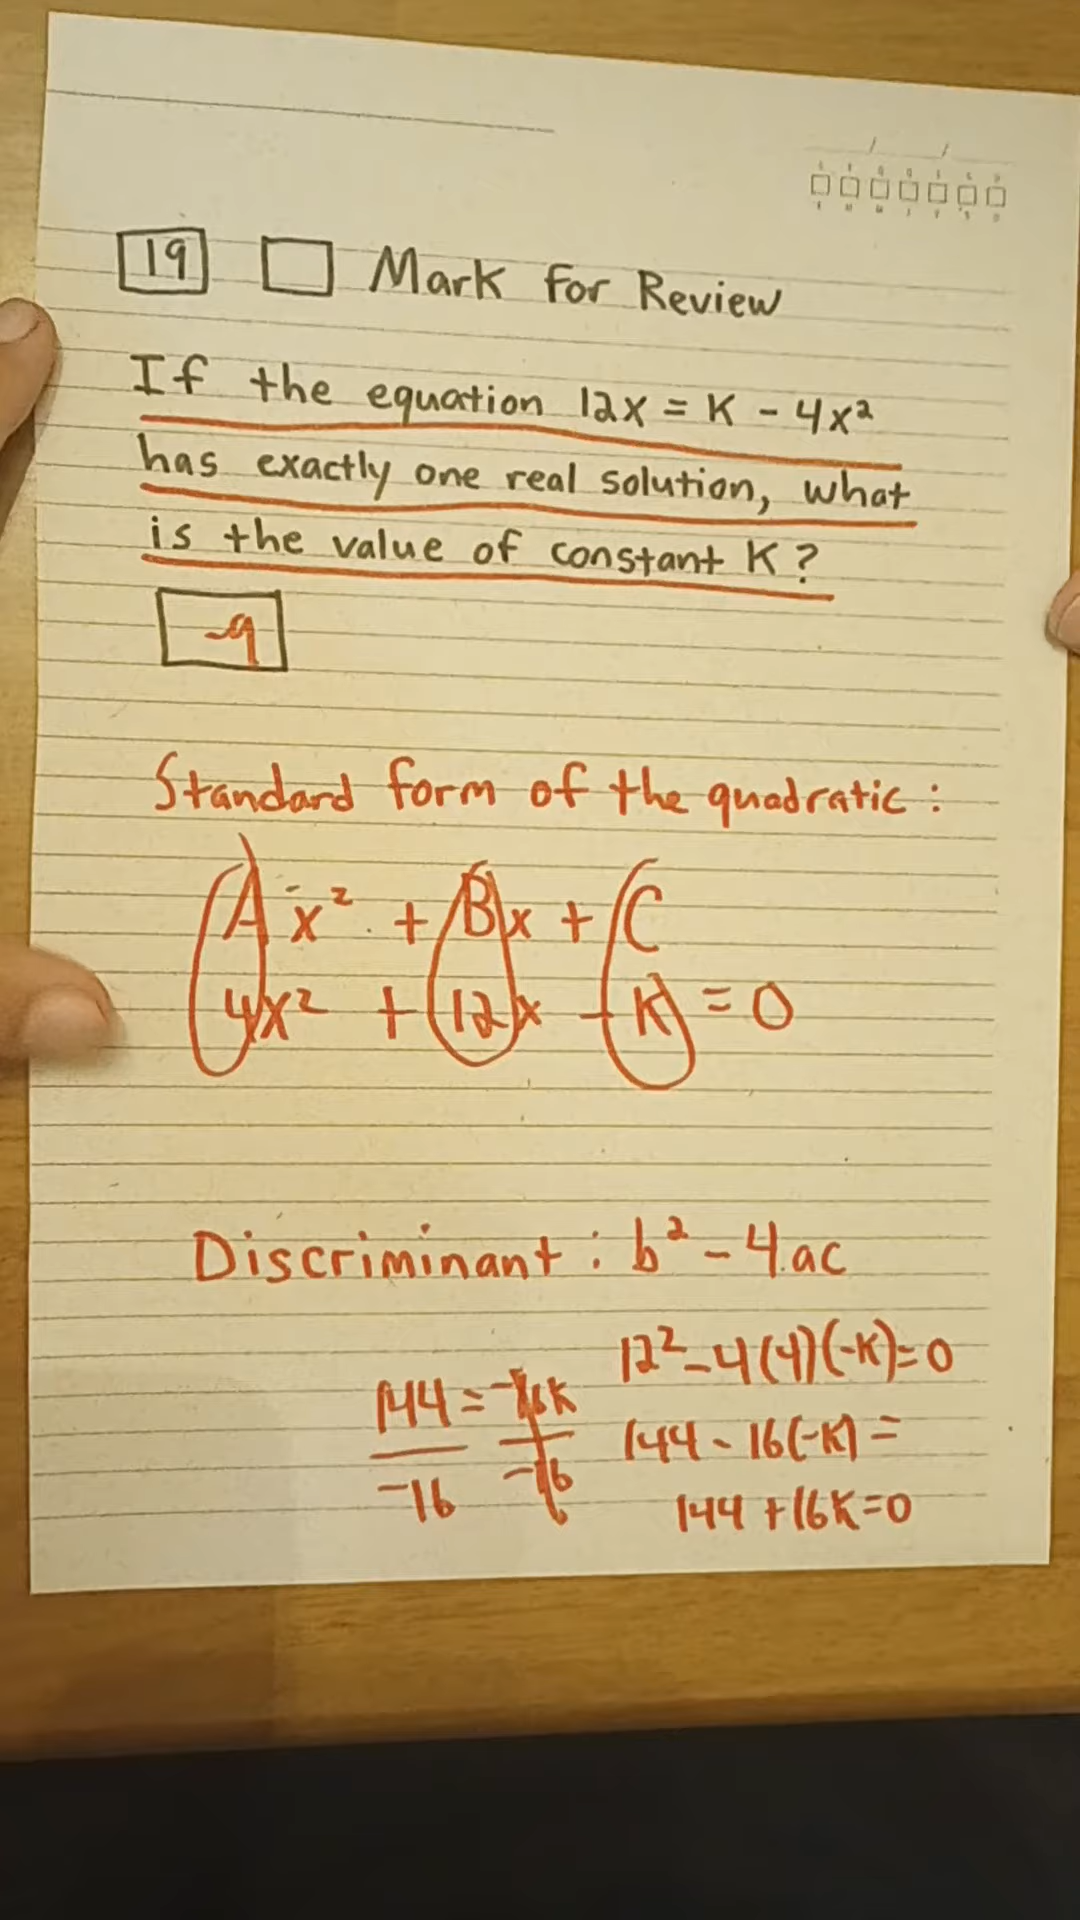 19 Mark for Review
If the equation 12x = K - 4x²
has exactly one real solution, what
is the value of constant K?
-9
Standard form of the quadratic:
Ax² + Bx + C
4x² + 12x - K = 0
Discriminant: b² - 4ac
12² - 4(4)(-K) = 0
144 - 16(-K) =
144 + 16K = 0
144 = -16K
-16 -16